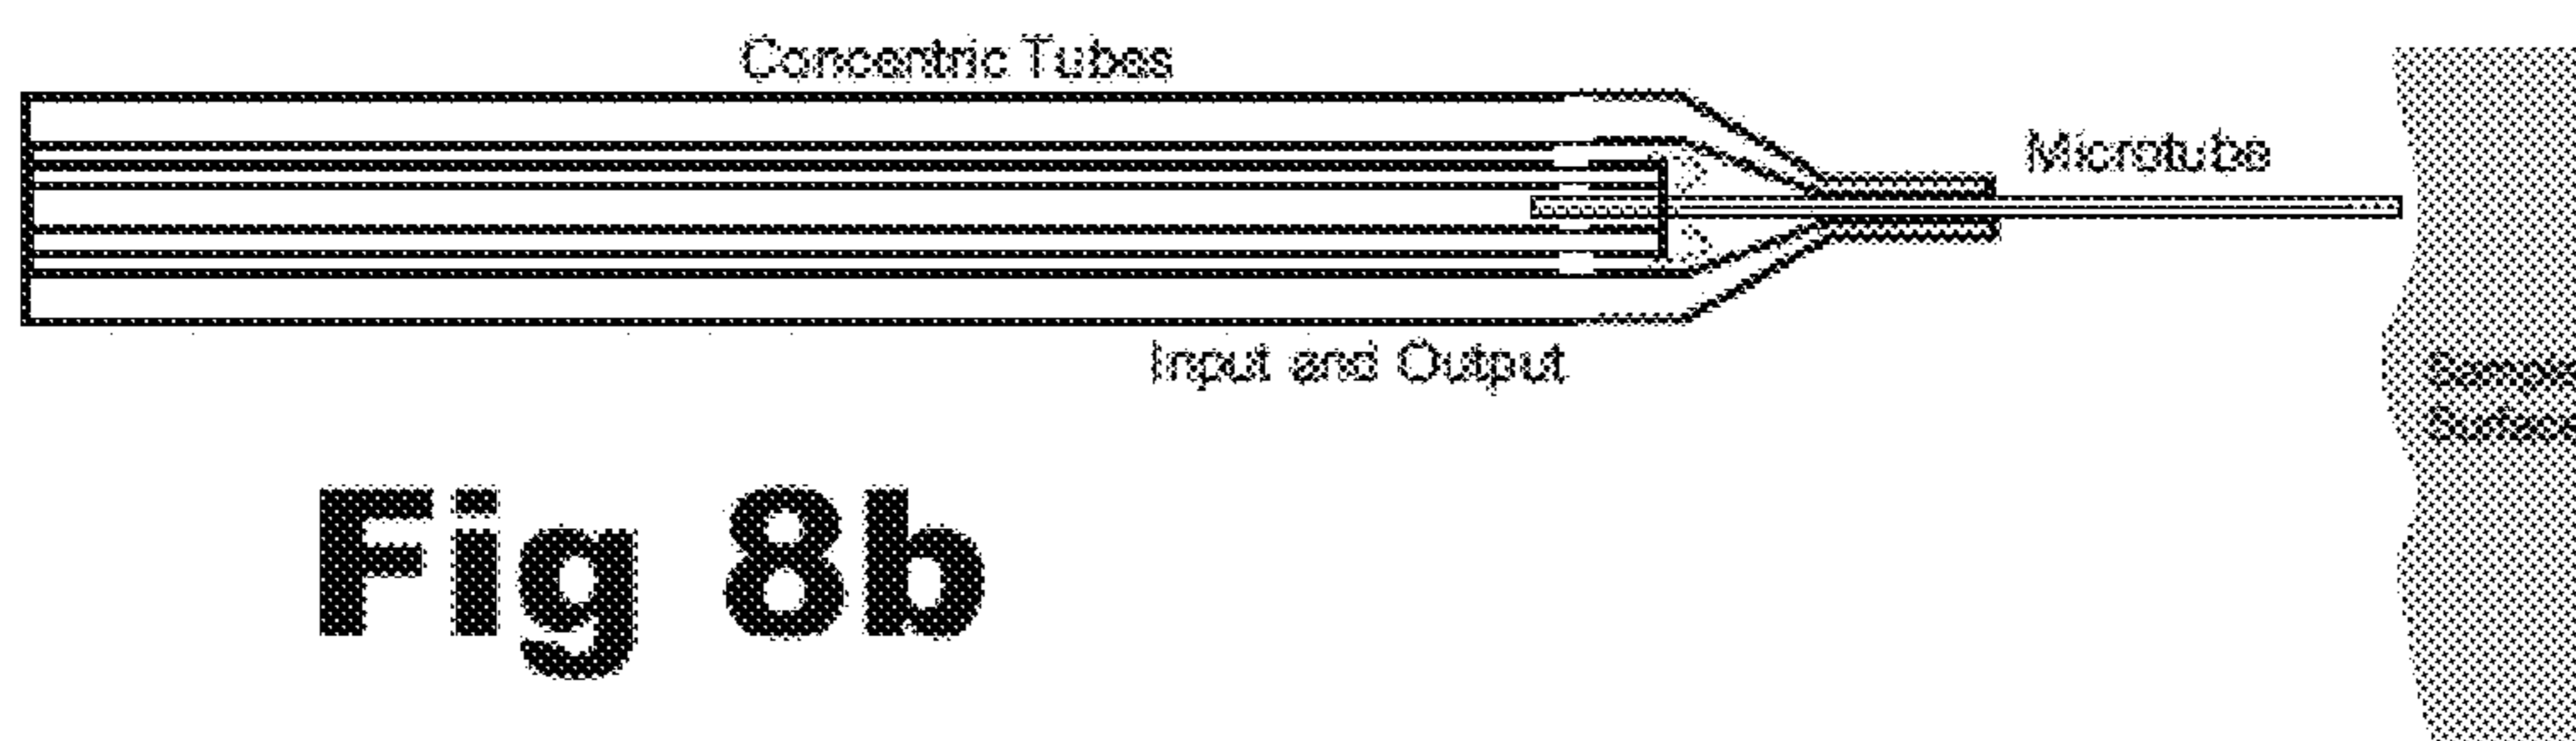 Concentric Tubes
Microtube
Input and Output
Fig 8b